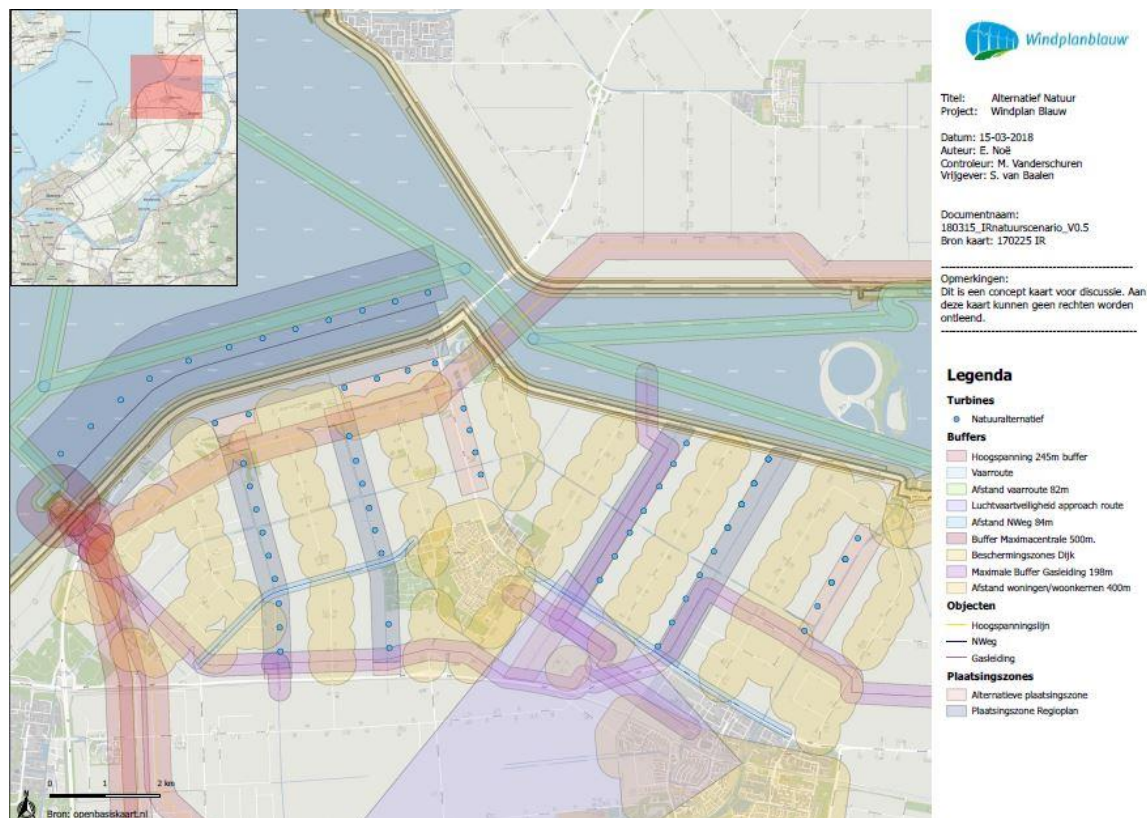 Windplanblauw
Titel: Alternatief Natuur
Project: Windplan Blauw
Datum: 15-03-2018
Auteur: E. Noë
Controleur: M. Vanderschuren
Vrijgever: S. van Baalen
Documentnaam:
180315_IRnatuurscenario_V0.5
Bron kaart: 170225 IR
Opmerkingen:
Dit is een concept kaart voor discussie. Aan
deze kaart kunnen geen rechten worden
ontleend.
Legenda
Turbines
Natuuralternatief
Buffers
Hoogspanning 245m buffer
Vaarroute
Afstand vaarroute 82m
Luchtvaartveiligheid approach route
Afstand NWeg 84m
Buffer Maximacentrale 500m.
Beschermingszones Dijk
Maximale Buffer Gasleiding 198m
Afstand woningen/woonkernen 400m
Objecten
Hoogspanningslijn
NWeg
Gasleiding
Plaatsingszones
Alternatieve plaatsingszone
Plaatsingszone Regioplan
0 1 2 km
Bron: openbasiskaart.nl